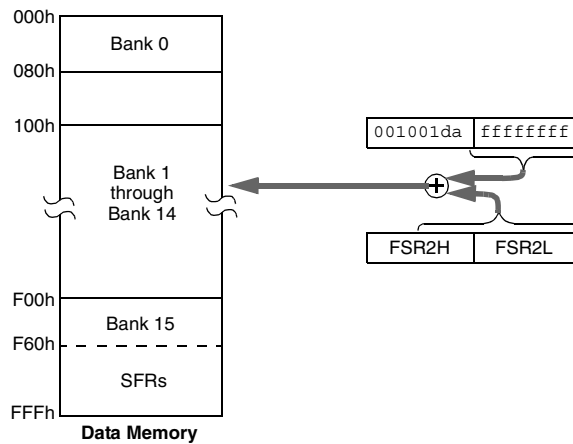 000h
Bank 0
080h
100h
001001da ffffffff
Bank 1
through
Bank 14
+
FSR2H FSR2L
F00h
Bank 15
F60h
SFRs
FFFh
Data Memory